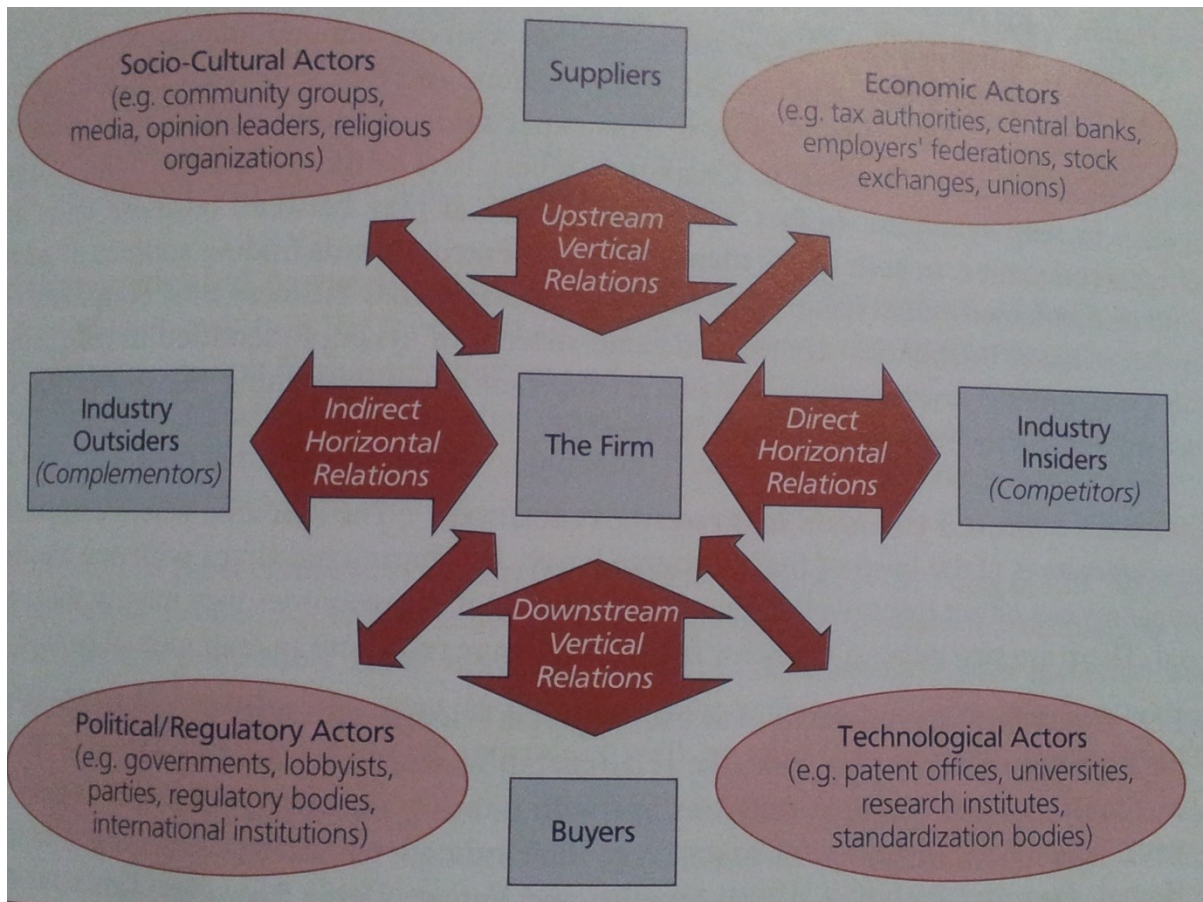 Socio-Cultural Actors
(e.g. community groups,
media, opinion leaders, religious
organizations)
Suppliers
Economic Actors
(e.g. tax authorities, central banks,
employers' federations, stock
exchanges, unions)
Upstream
Vertical
Relations
Industry
Outsiders
(Complementors)
Indirect
Horizontal
Relations
The Firm
Direct
Horizontal
Relations
Industry
Insiders
(Competitors)
Downstream
Vertical
Relations
Political/Regulatory Actors
(e.g. governments, lobbyists,
parties, regulatory bodies,
international institutions)
Buyers
Technological Actors
(e.g. patent offices, universities,
research institutes,
standardization bodies)